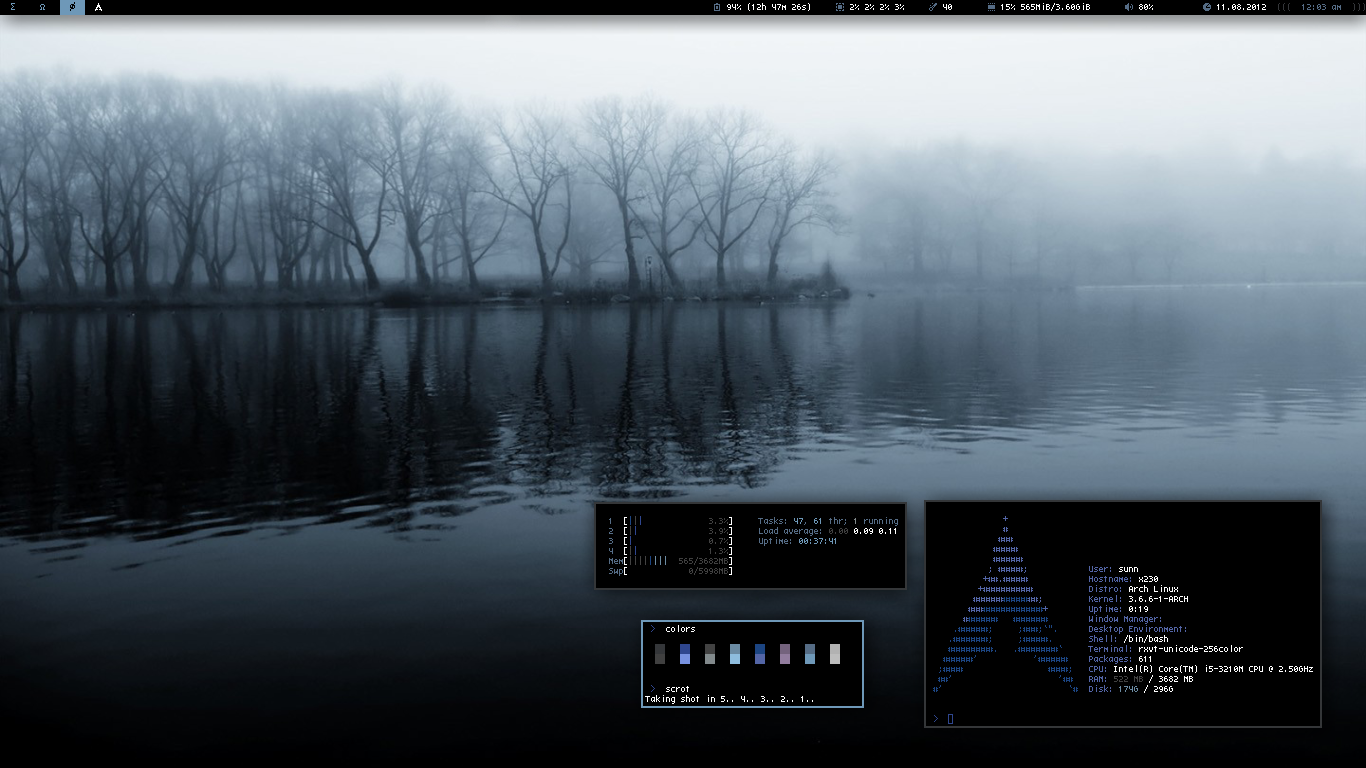 Σ Ω ø A 94% (12h 47m 26s) 2% 2% 2% 3% 40 15% 565MiB/3.60GiB 80% 11.08.2012 ((( 12:03 am )))
1 [||| 3.3%] Tasks: 47, 61 thr; 1 running
2 [|| 3.9%] Load average: 0.00 0.09 0.11
3 [| 0.7%] Uptime: 00:37:41
4 [|| 1.3%]
Mem[|||||||| 565/3682MB]
Swp[ 0/5998MB]
> colors
> scrot
Taking shot in 5.. 4.. 3.. 2.. 1..
User: sunn
Hostname: x230
Distro: Arch Linux
Kernel: 3.6.6-1-ARCH
Uptime: 0:19
Window Manager:
Desktop Environment:
Shell: /bin/bash
Terminal: rxvt-unicode-256color
Packages: 611
CPU: Intel(R) Core(TM) i5-3210M CPU @ 2.50GHz
RAM: 522 MB / 3682 MB
Disk: 174G / 296G
>